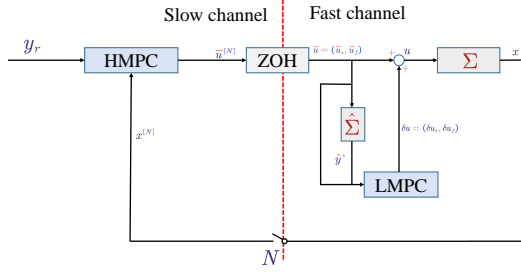 Slow channel
Fast channel
y_r
HMPC
ū^[N]
ZOH
ū = (ū_s, ū_f)
+
u
+
Σ
x
x^[N]
Σ̂
δu = (δu_s, δu_f)
LMPC
N